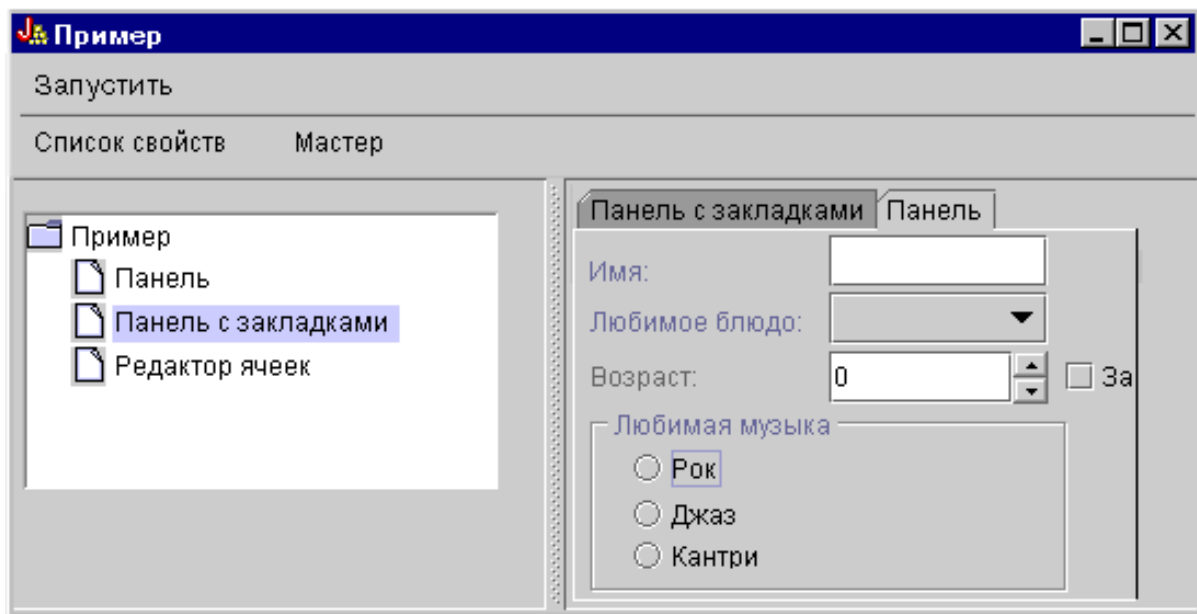 Пример
Запустить
Список свойств Мастер
Пример
Панель
Панель с закладками
Редактор ячеек
Панель с закладками Панель
Имя:
Любимое блюдо:
Возраст: 0 За
Любимая музыка
Рок
Джаз
Кантри